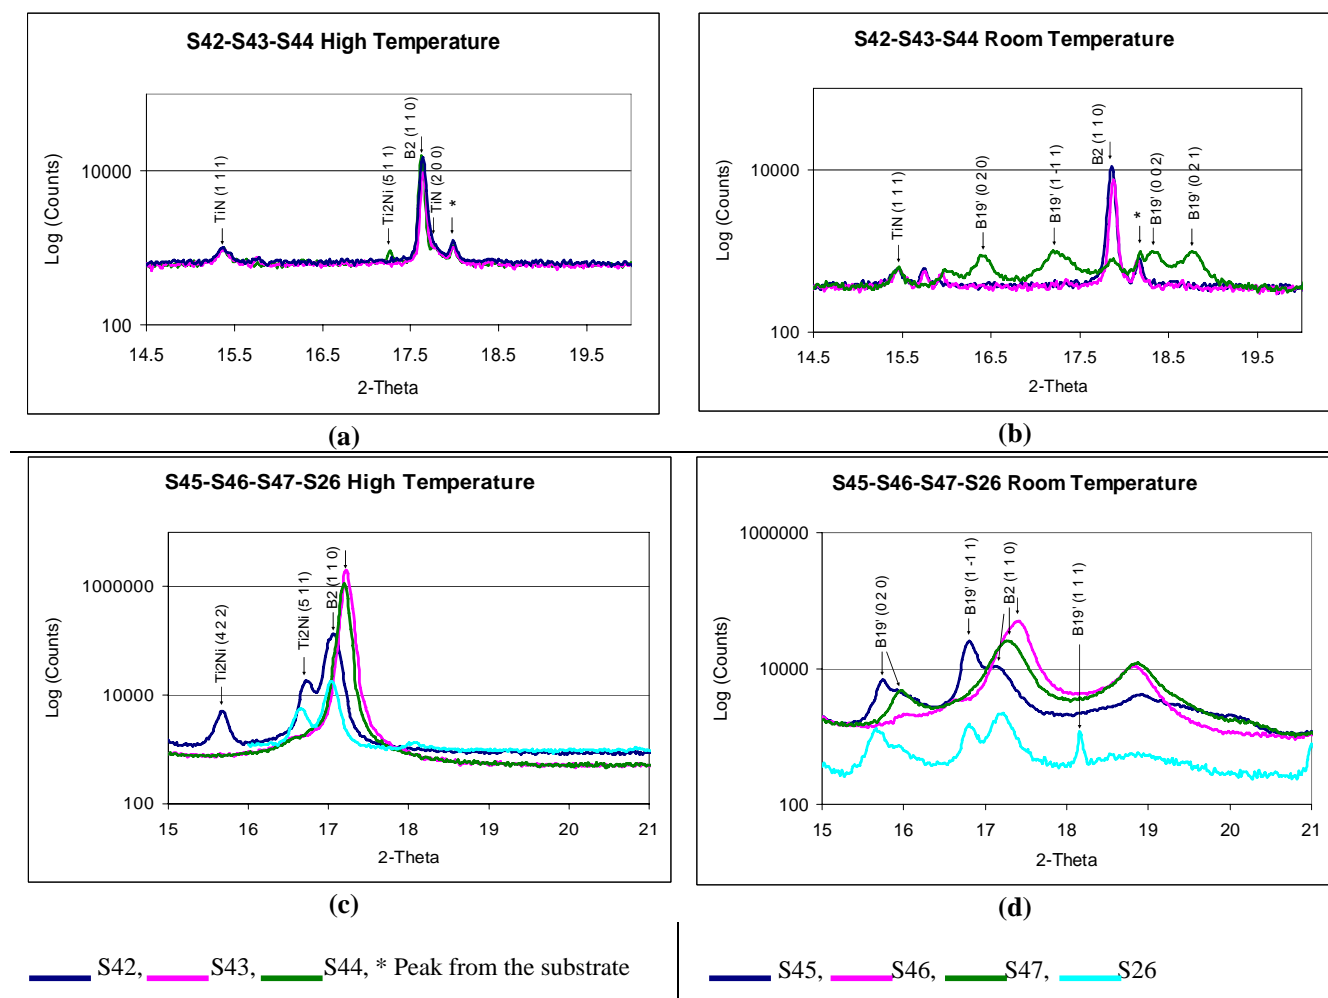 S42-S43-S44 High Temperature
Log (Counts)
10000
100
TiN (1 1 1)
Ti2Ni (5 1 1)
B2 (1 1 0)
TiN (2 0 0)
*
14.5 15.5 16.5 17.5 18.5 19.5
2-Theta
(a)
S42-S43-S44 Room Temperature
Log (Counts)
10000
100
TiN (1 1 1)
B19' (0 2 0)
B19' (1 -1 1)
B2 (1 1 0)
*
B19' (0 0 2)
B19' (0 2 1)
14.5 15.5 16.5 17.5 18.5 19.5
2-Theta
(b)
S45-S46-S47-S26 High Temperature
Log (Counts)
1000000
10000
100
Ti2Ni (4 2 2)
Ti2Ni (5 1 1)
B2 (1 1 0)
15 16 17 18 19 20 21
2-Theta
(c)
S45-S46-S47-S26 Room Temperature
Log (Counts)
1000000
10000
100
B19' (0 2 0)
B19' (1 -1 1)
B2 (1 1 0)
B19' (1 1 1)
15 16 17 18 19 20 21
2-Theta
(d)
S42, S43, S44, * Peak from the substrate
S45, S46, S47, S26